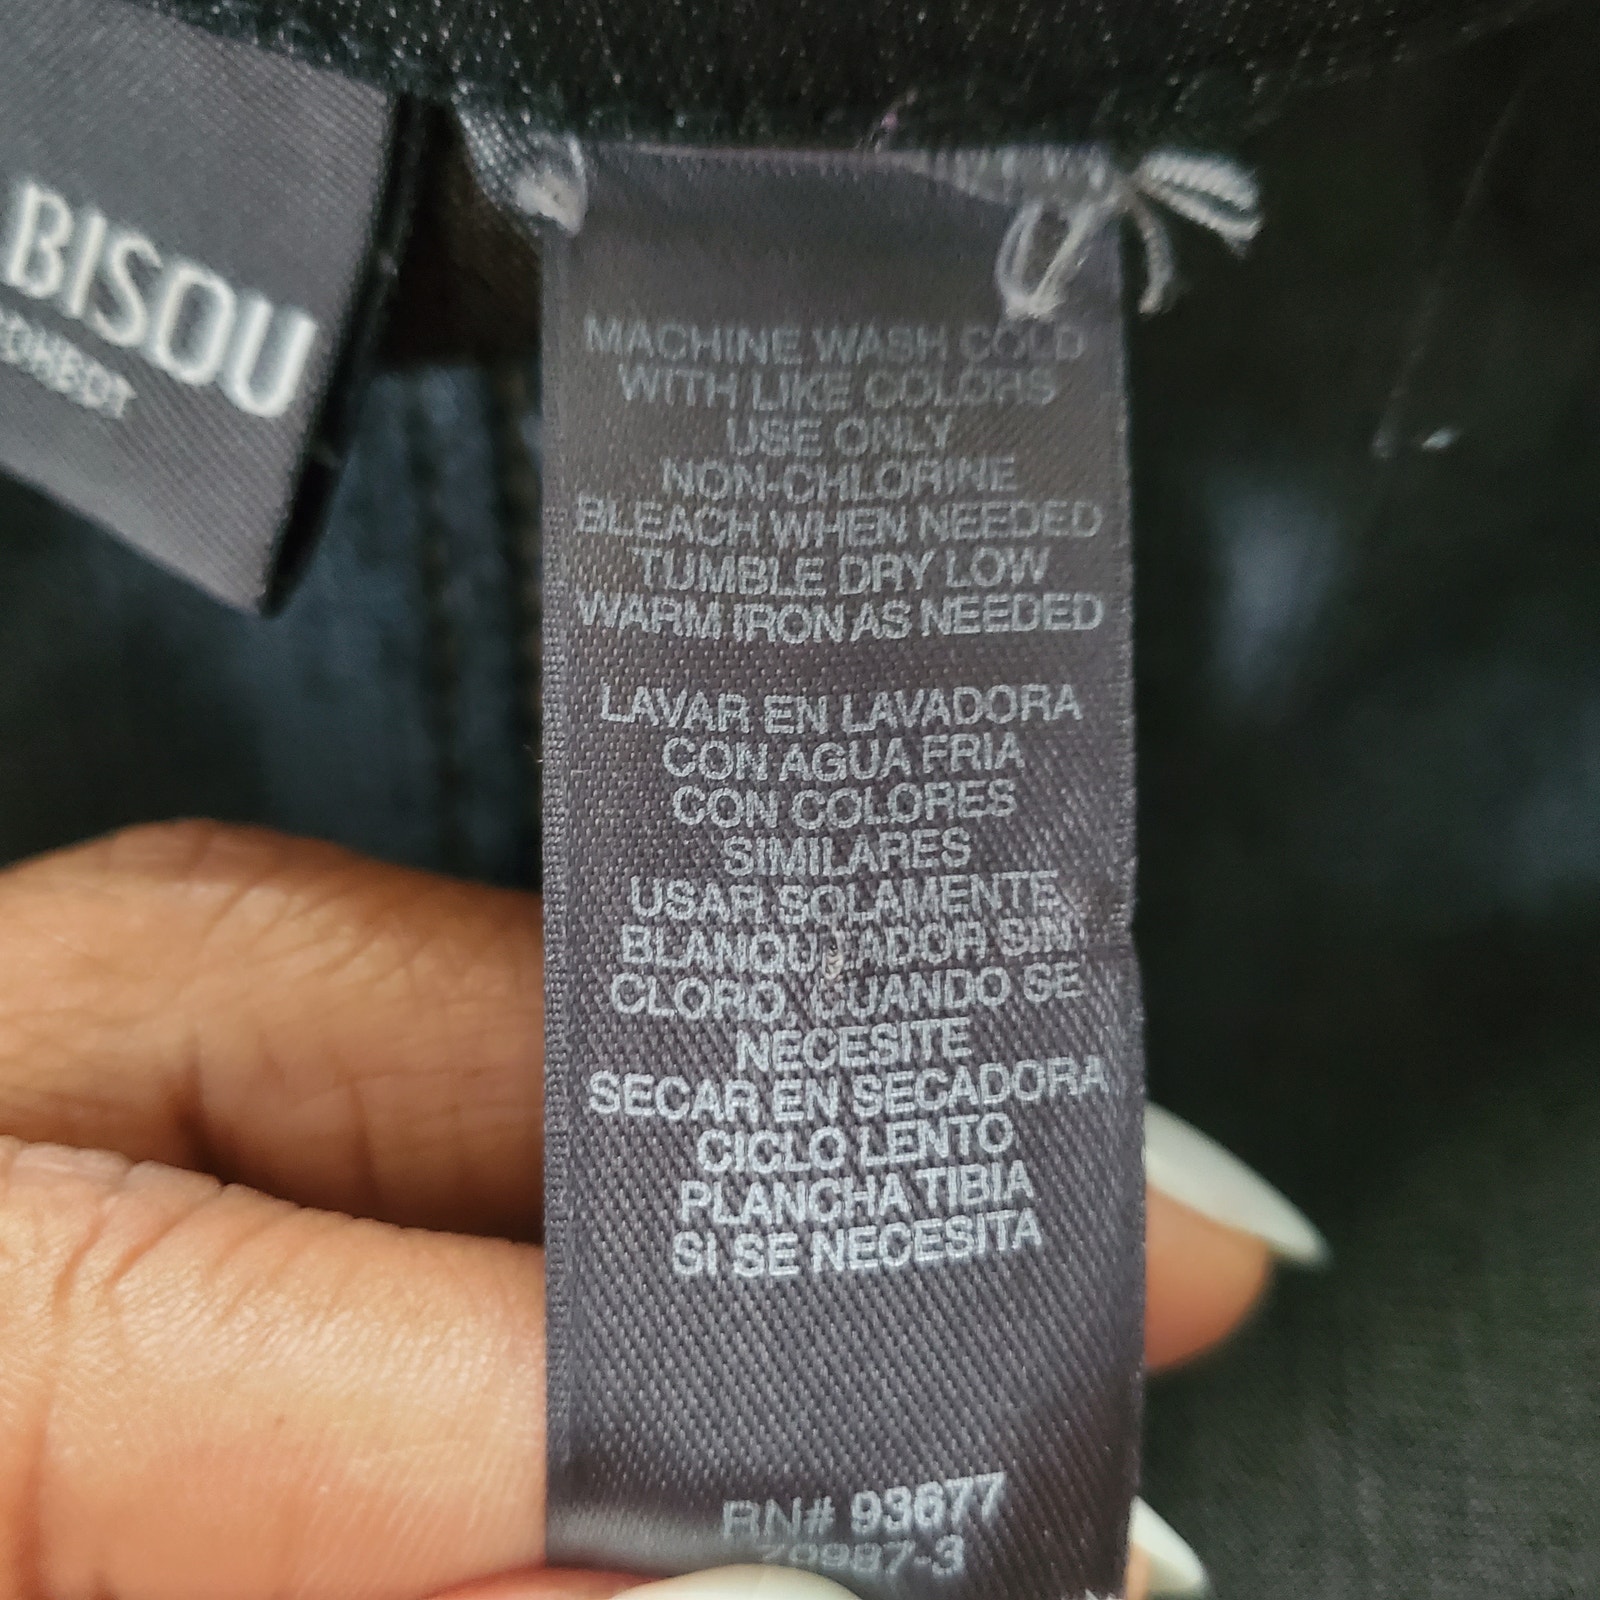 BISOU
MACHINE WASH COLD
WITH LIKE COLORS
USE ONLY
NON-CHLORINE
BLEACH WHEN NEEDED
TUMBLE DRY LOW
WARM IRON AS NEEDED
LAVAR EN LAVADORA
CON AGUA FRIA
CON COLORES
SIMILARES
USAR SOLAMENTE
BLANQUEADOR SIN
CLORO, CUANDO SE
NECESITE
SECAR EN SECADORA
CICLO LENTO
PLANCHA TIBIA
SI SE NECESITA
RN# 93677